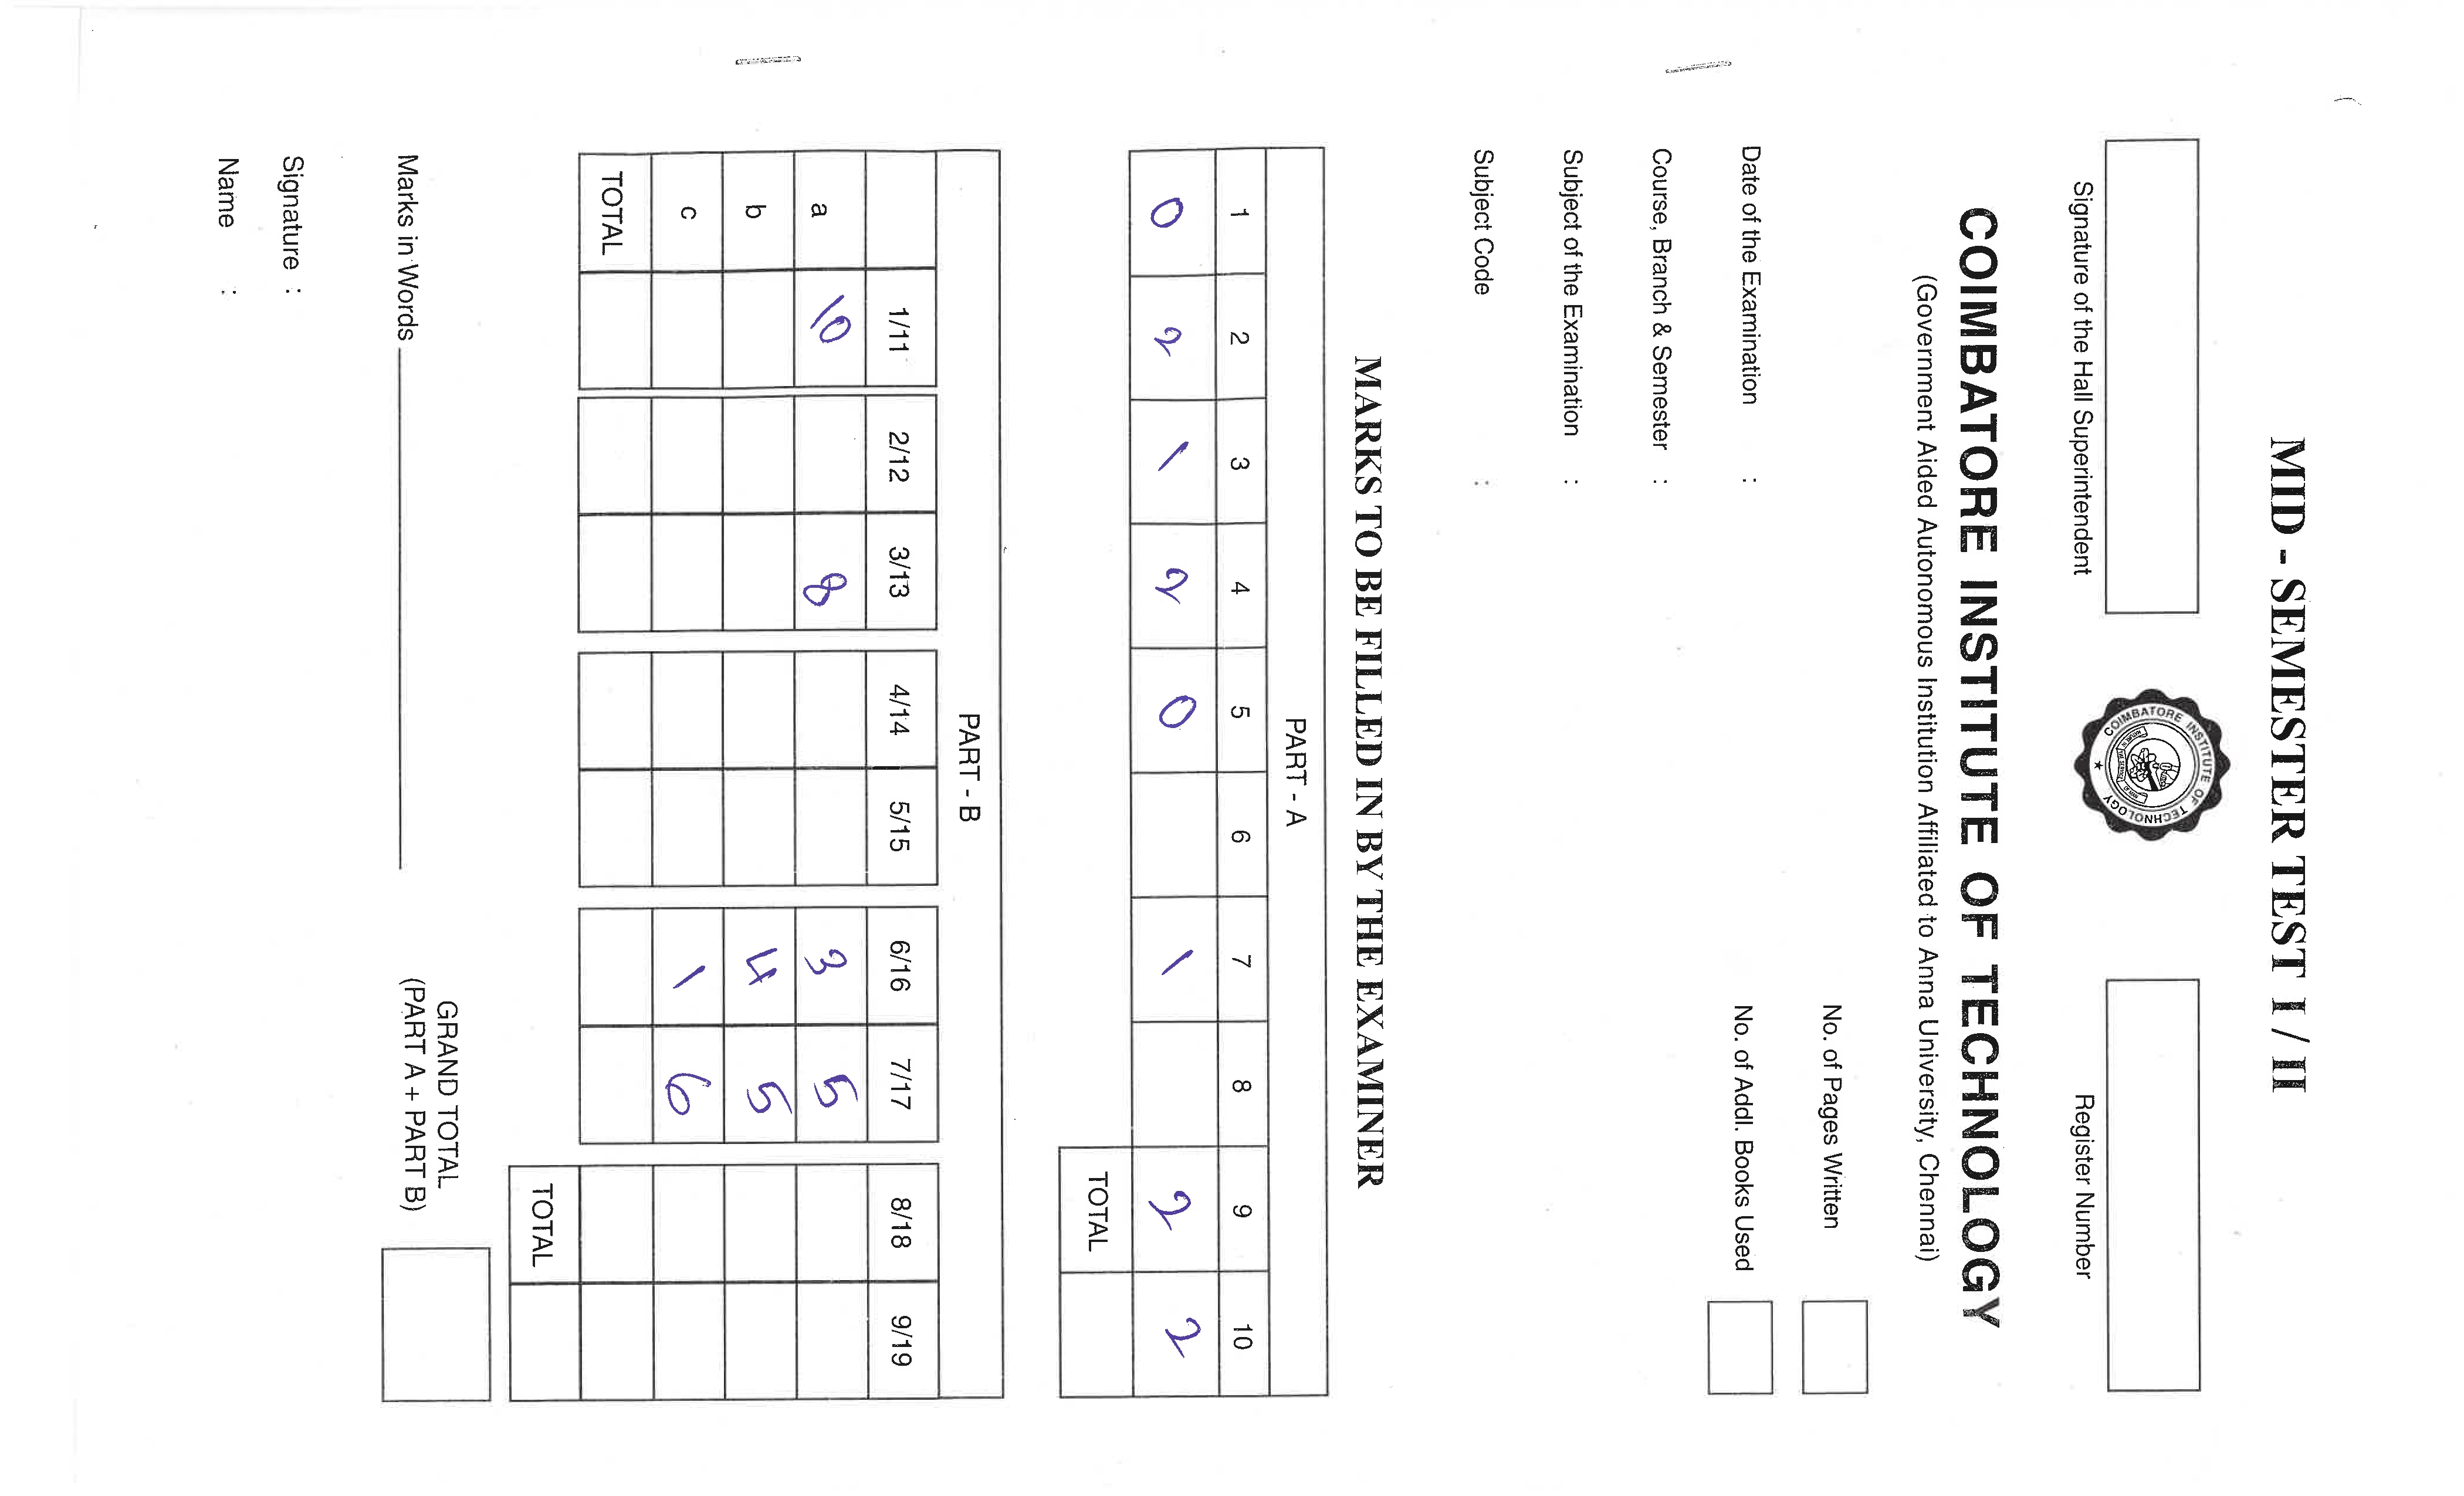 MID - SEMESTER TEST I / II
COIMBATORE INSTITUTE OF TECHNOLOGY
Signature of the Hall Superintendent
Register Number
COIMBATORE INSTITUTE OF TECHNOLOGY
(Government Aided Autonomous Institution Affiliated to Anna University, Chennai)
No. of Pages Written
Date of the Examination :
No. of Addl. Books Used
Course, Branch & Semester :
Subject of the Examination :
Subject Code :
MARKS TO BE FILLED IN BY THE EXAMINER
PART - A
1 2 3 4 5 6 7 8 9 10
0 2 1 2 0 1 2 2
TOTAL
PART - B
1/11 2/12 3/13 4/14 5/15 6/16 7/17 8/18 9/19
a 10 8 3 5
b 4 5
c 1 6
TOTAL
TOTAL
GRAND TOTAL
(PART A + PART B)
Marks in Words
Signature :
Name :